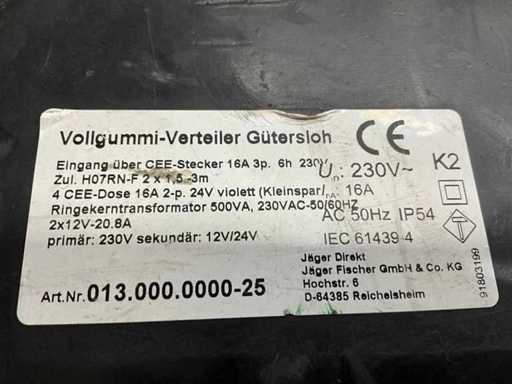 Vollgummi-Verteiler Gütersloh
CE
Eingang über CEE-Stecker 16A 3p. 6h 230V
Zul. H07RN-F 2 x 1,5 -3m
4 CEE-Dose 16A 2-p. 24V violett (Kleinspan.
Ringekerntransformator 500VA, 230VAC-50/60HZ
2x12V-20.8A
primär: 230V sekundär: 12V/24V
Un: 230V~ K2
InA: 16A
AC 50Hz IP54
IEC 61439-4
Jäger Direkt
Jäger Fischer GmbH & Co. KG
Hochstr. 6
D-64385 Reichelsheim
91803199
Art.Nr. 013.000.0000-25